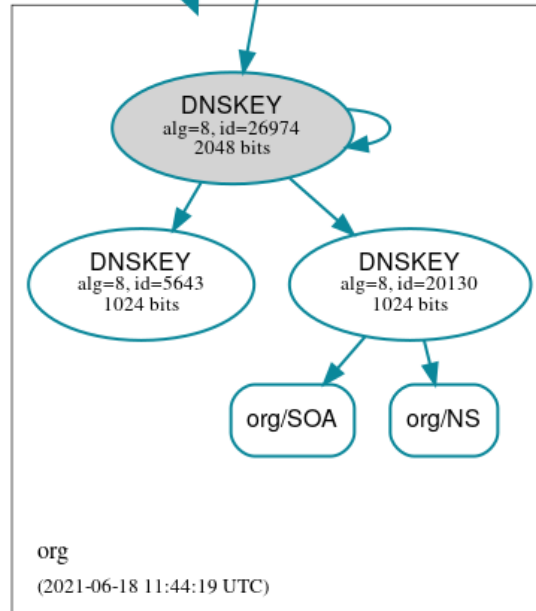 DNSKEY
alg=8, id=26974
2048 bits
DNSKEY
alg=8, id=5643
1024 bits
DNSKEY
alg=8, id=20130
1024 bits
org/SOA
org/NS
org
(2021-06-18 11:44:19 UTC)